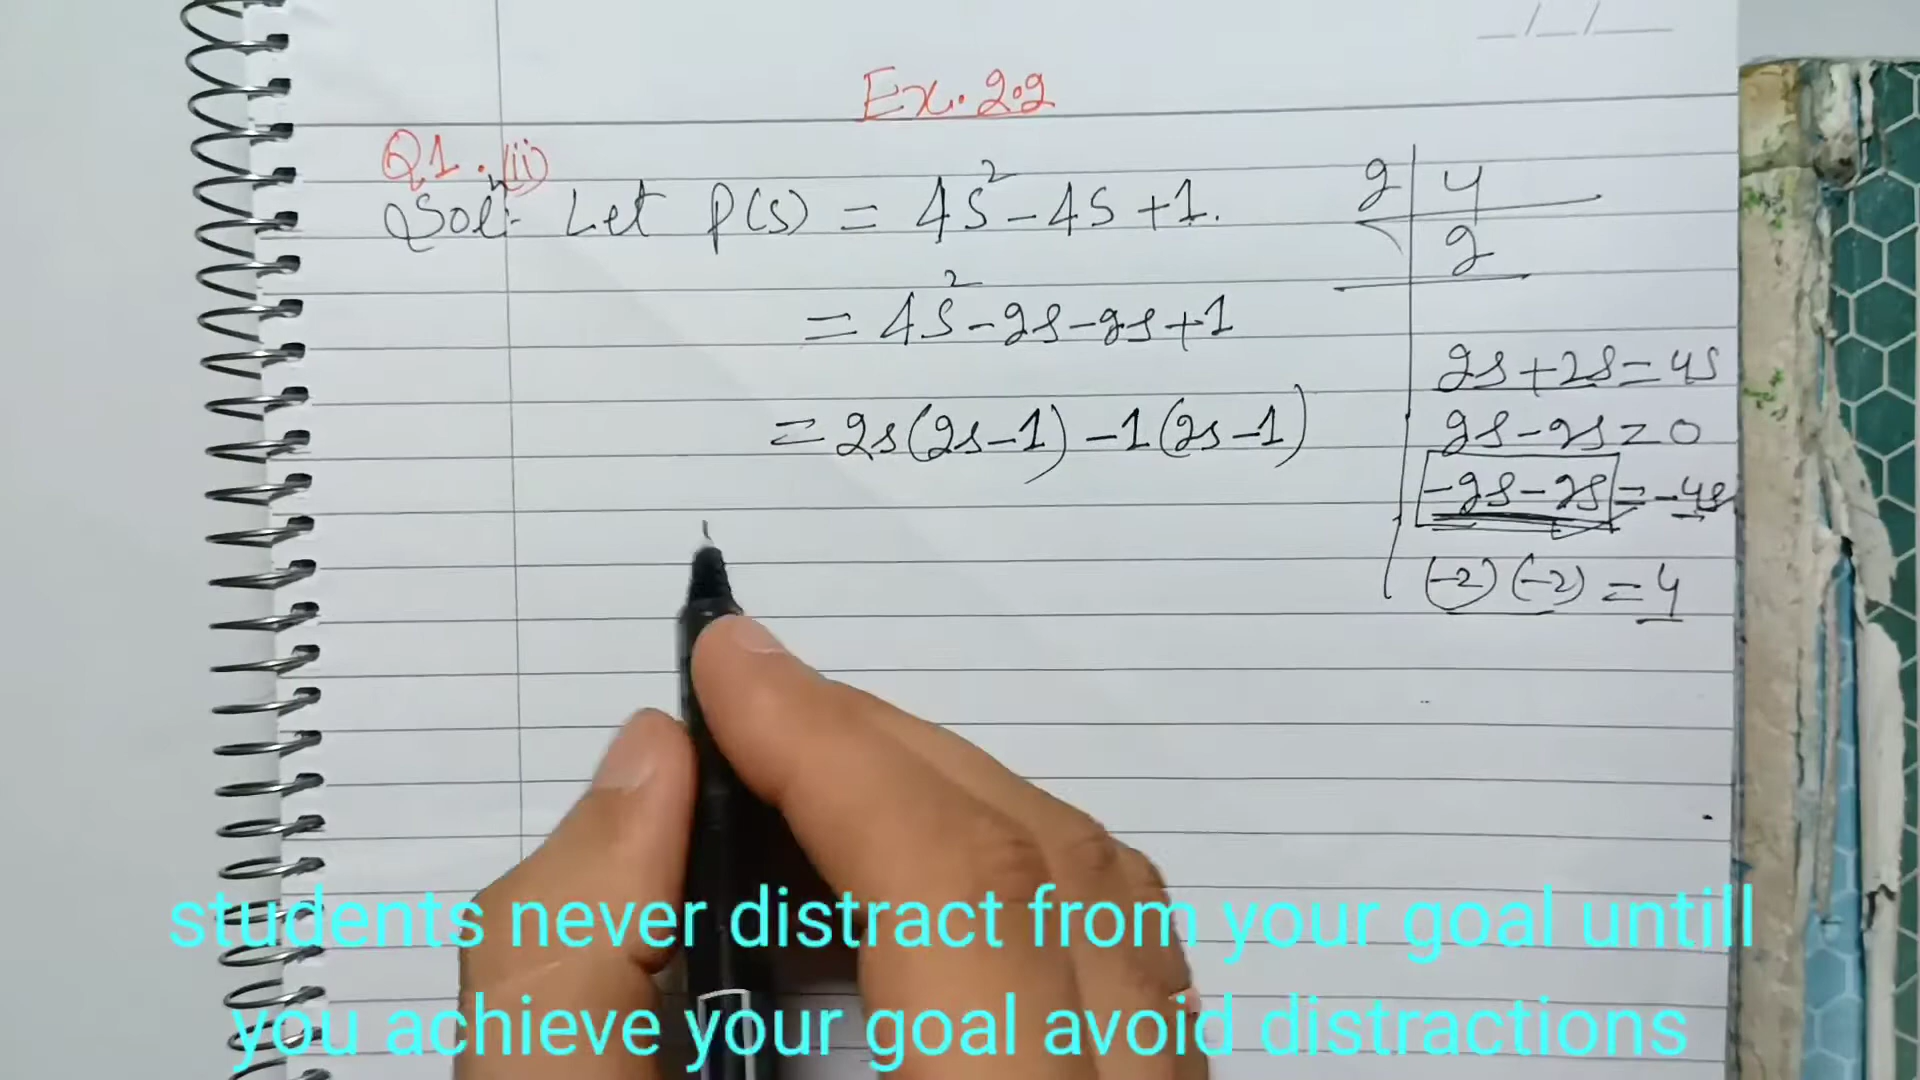 _/_/__
Ex. 2.2
Q1. (ii)
Sol:- Let P(s) = 4s² - 4s + 1.
= 4s² - 2s - 2s + 1
= 2s(2s - 1) - 1(2s - 1)
2 | 4
2
2s + 2s = 4s
2s - 2s = 0
-2s - 2s = -4s
(-2) (-2) = 4
students never distract from your goal untill
you achieve your goal avoid distractions